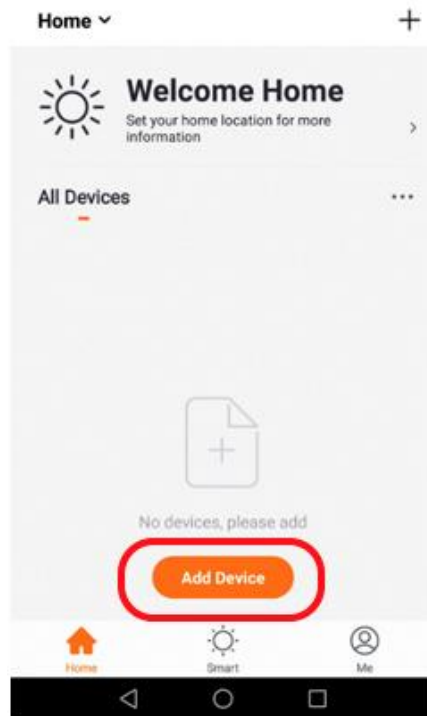 Home
Welcome Home
Set your home location for more
information
All Devices
No devices, please add
Add Device
Home
Smart
Me